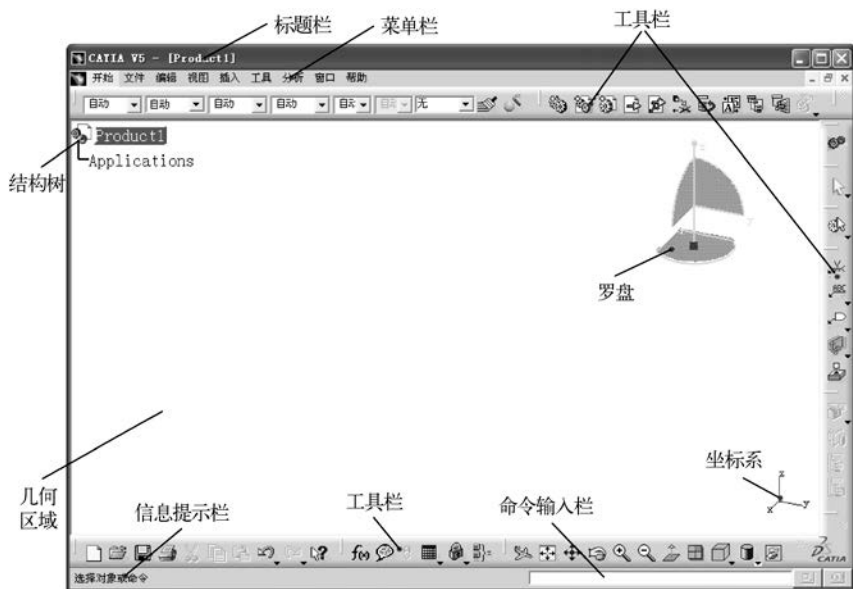 标题栏 菜单栏 工具栏
CATIA V5 - [Product1]
开始 文件 编辑 视图 插入 工具 分析 窗口 帮助
自动 自动 自动 自动 自动 无
Product1
Applications
结构树
z
y
罗盘
坐标系
z
x y
几何
区域
信息提示栏 工具栏 命令输入栏
f(x)
CATIA
选择对象或命令